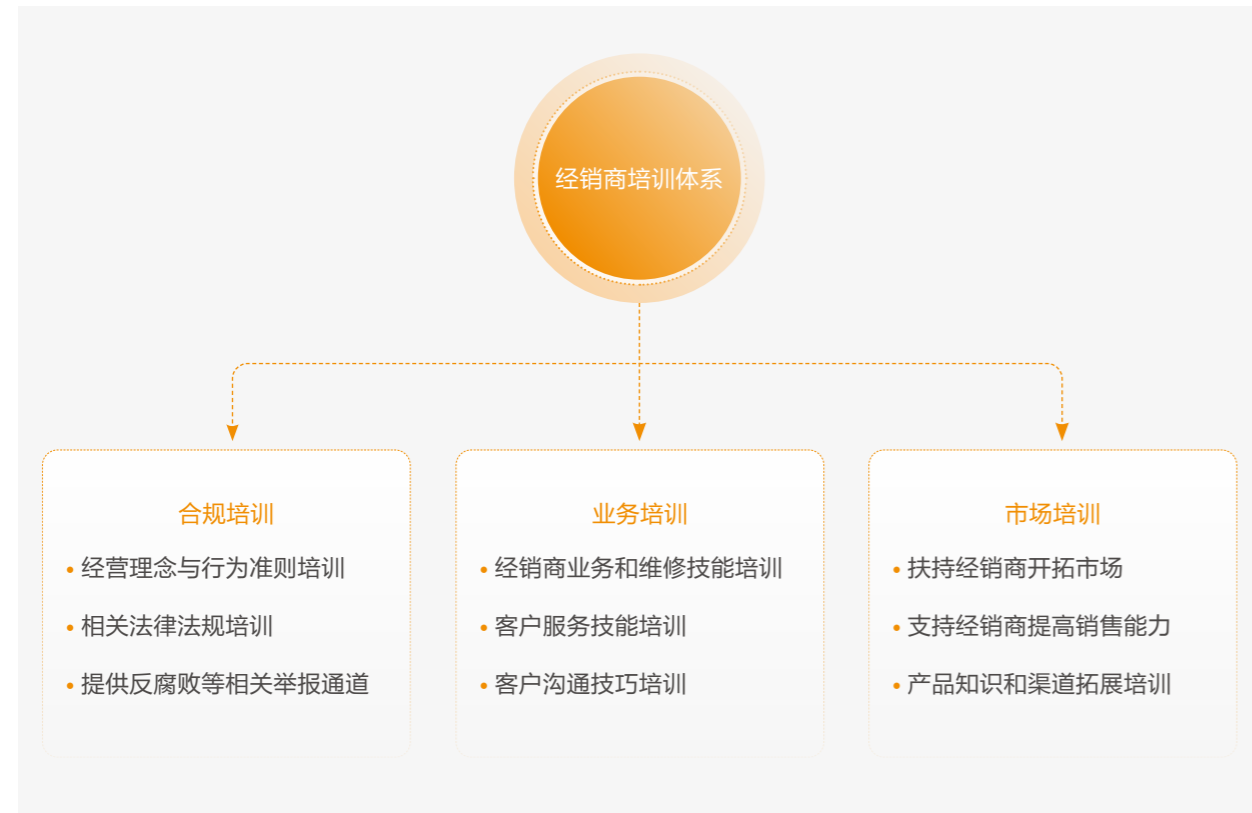 经销商培训体系
合规培训
• 经营理念与行为准则培训
• 相关法律法规培训
• 提供反腐败等相关举报通道
业务培训
• 经销商业务和维修技能培训
• 客户服务技能培训
• 客户沟通技巧培训
市场培训
• 扶持经销商开拓市场
• 支持经销商提高销售能力
• 产品知识和渠道拓展培训